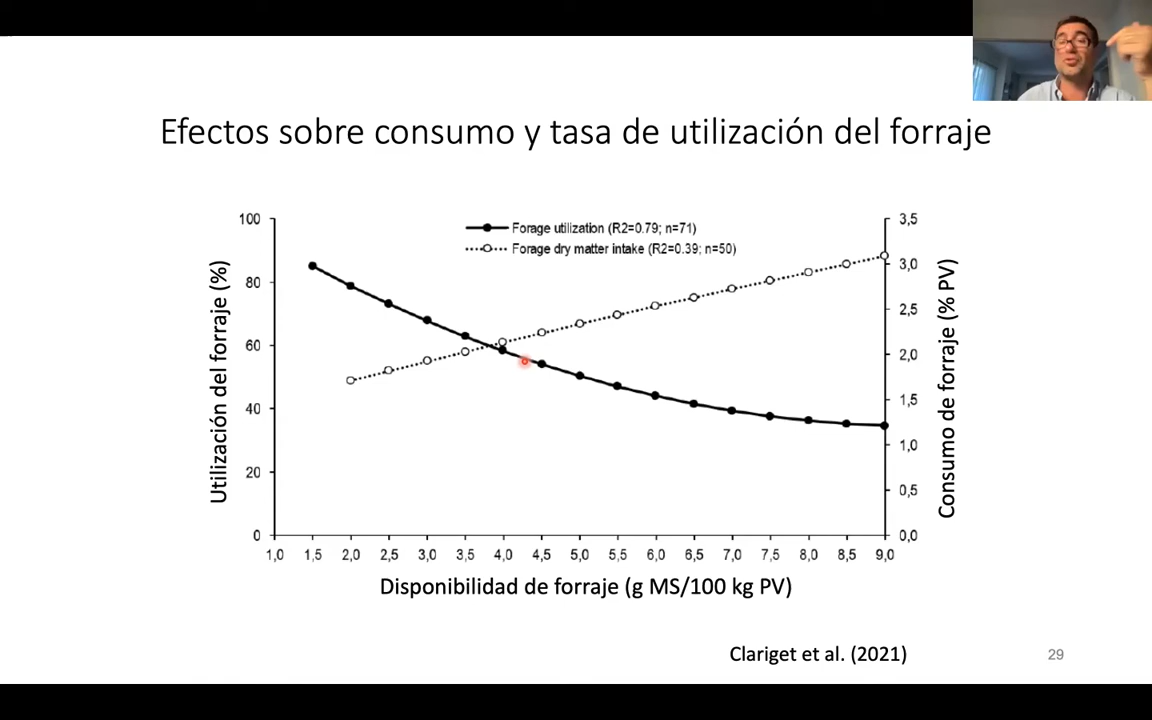 Efectos sobre consumo y tasa de utilización del forraje
Forage utilization (R2=0.79; n=71)
Forage dry matter intake (R2=0.39; n=50)
Utilización del forraje (%)
100
80
60
40
20
0
3,5
3,0
2,5
2,0
1,5
1,0
0,5
0,0
Consumo de forraje (% PV)
1,0 1,5 2,0 2,5 3,0 3,5 4,0 4,5 5,0 5,5 6,0 6,5 7,0 7,5 8,0 8,5 9,0
Disponibilidad de forraje (g MS/100 kg PV)
Clariget et al. (2021)
29